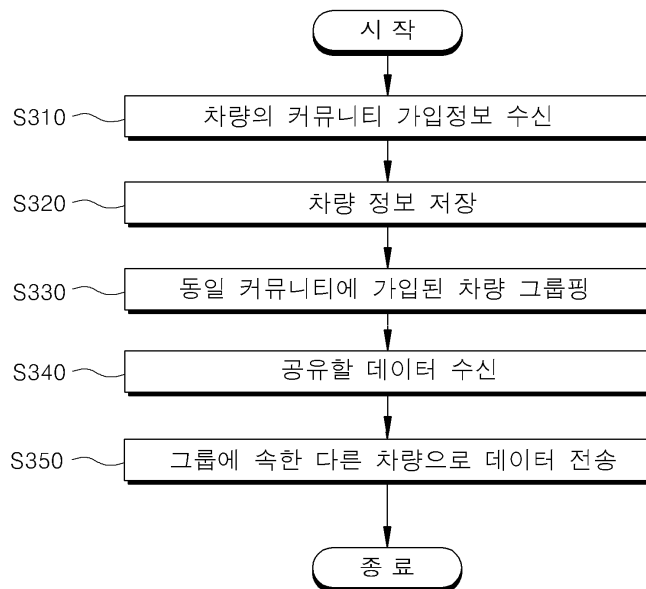 시 작
S310 차량의 커뮤니티 가입정보 수신
S320 차량 정보 저장
S330 동일 커뮤니티에 가입된 차량 그룹핑
S340 공유할 데이터 수신
S350 그룹에 속한 다른 차량으로 데이터 전송
종 료